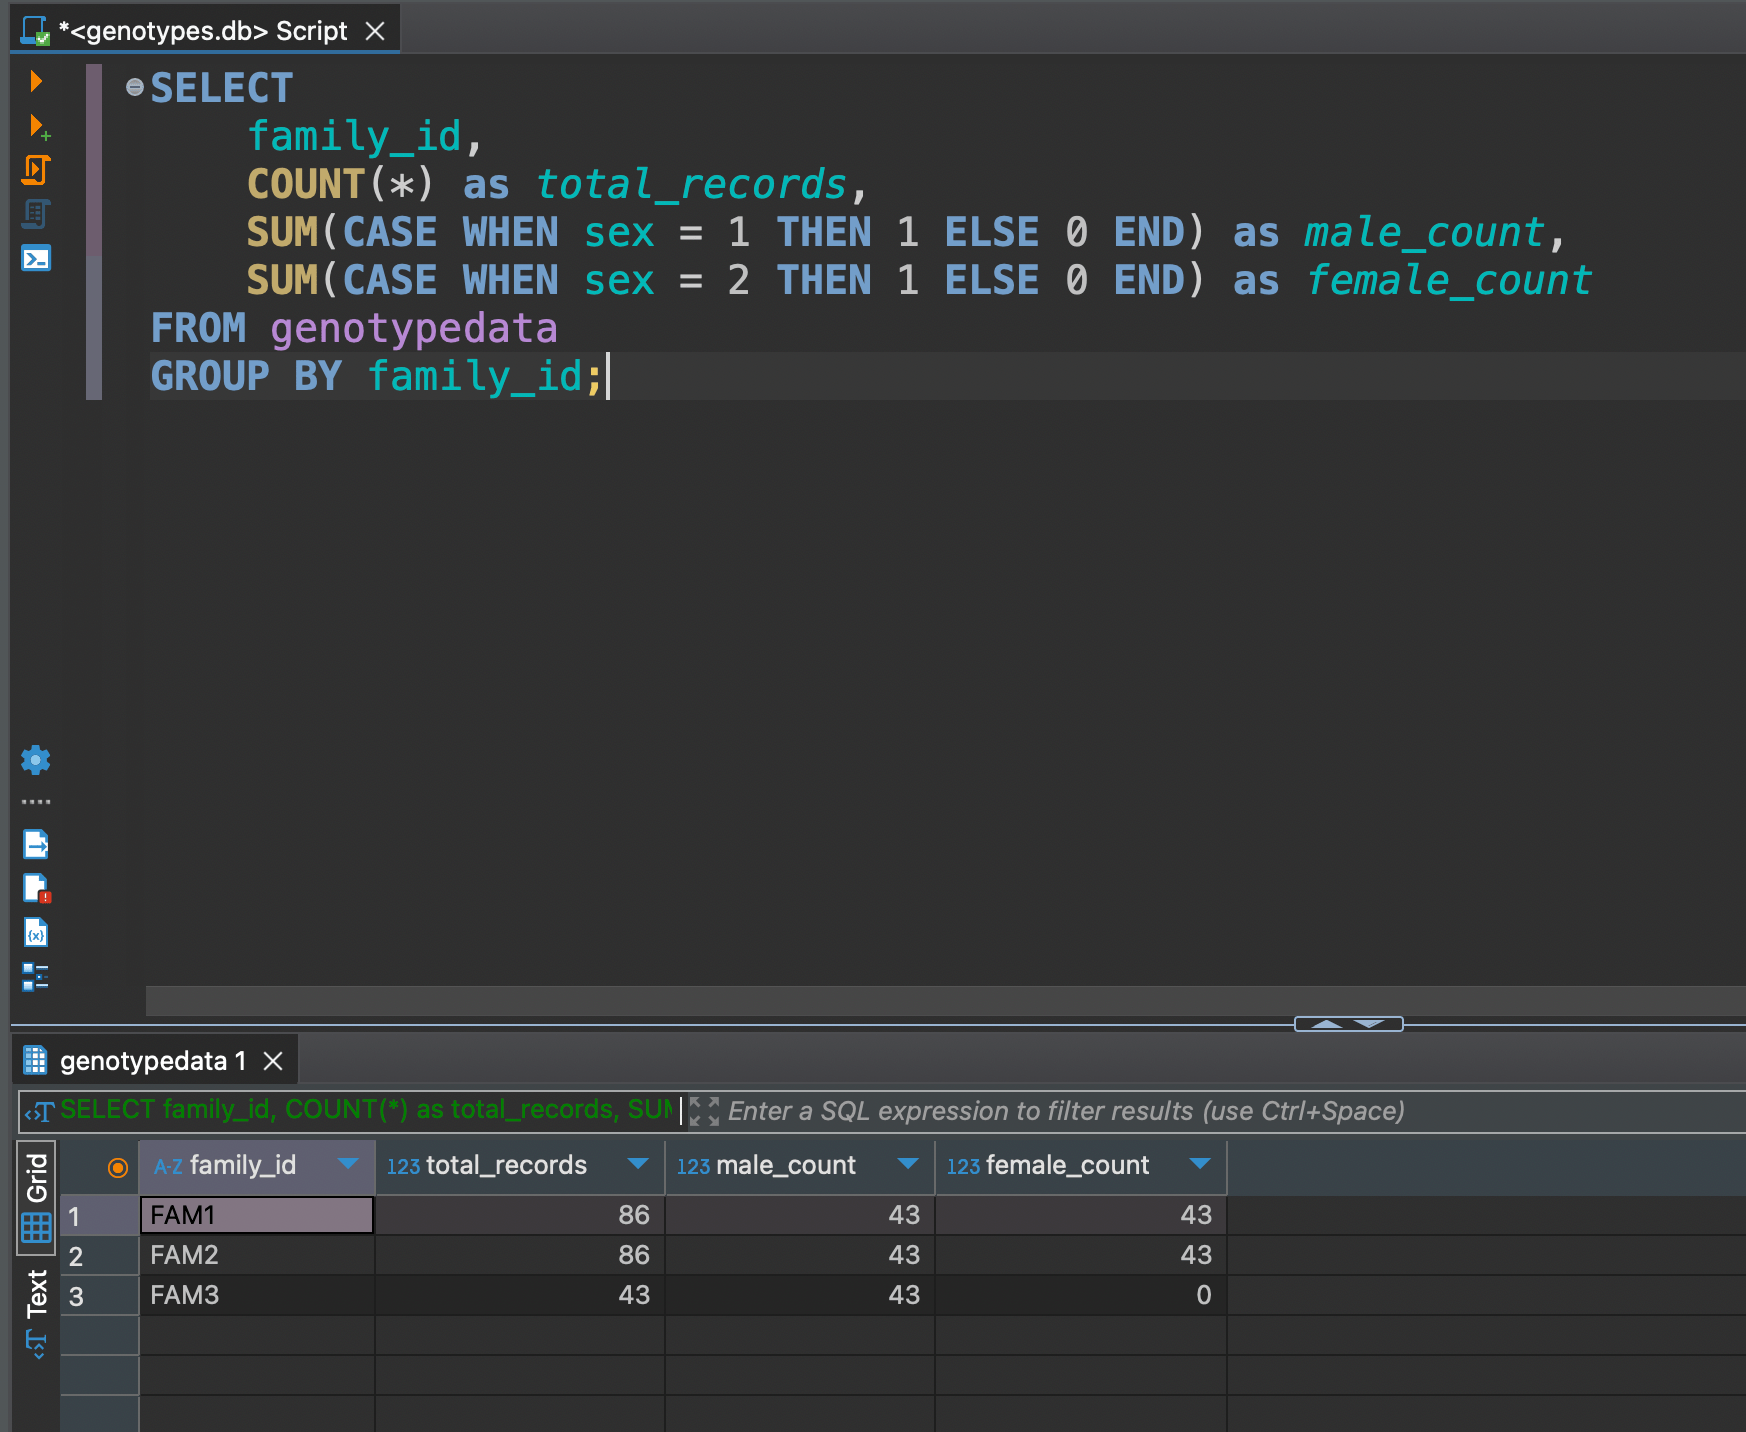 *<genotypes.db> Script
SELECT
family_id,
COUNT(*) as total_records,
SUM(CASE WHEN sex = 1 THEN 1 ELSE 0 END) as male_count,
SUM(CASE WHEN sex = 2 THEN 1 ELSE 0 END) as female_count
FROM genotypedata
GROUP BY family_id;
genotypedata 1
SELECT family_id, COUNT(*) as total_records, SUM Enter a SQL expression to filter results (use Ctrl+Space)
Grid
Text
A-Z family_id 123 total_records 123 male_count 123 female_count
1 FAM1 86 43 43
2 FAM2 86 43 43
3 FAM3 43 43 0